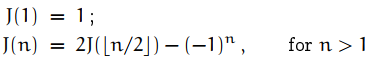 J(1) = 1 ;
J(n) = 2J(⌊n/2⌋) − (−1)ⁿ , for n > 1